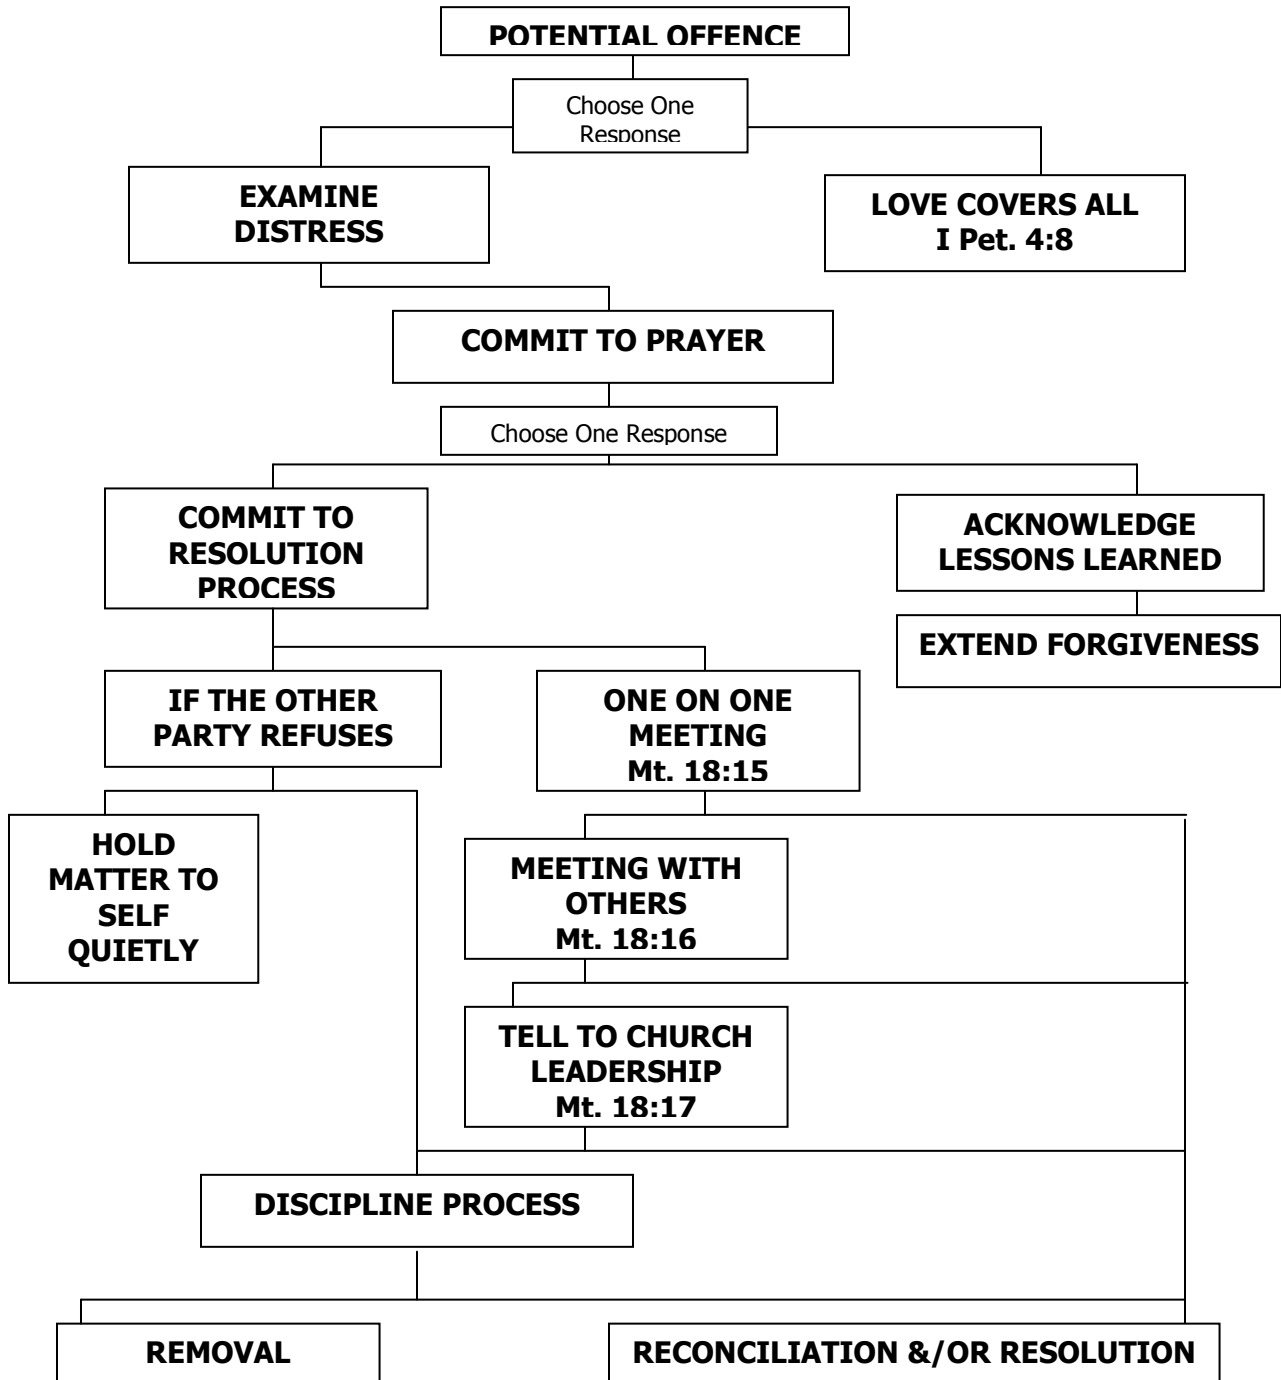 POTENTIAL OFFENCE
Choose One
Response
EXAMINE
DISTRESS
LOVE COVERS ALL
I Pet. 4:8
COMMIT TO PRAYER
Choose One Response
COMMIT TO
RESOLUTION
PROCESS
ACKNOWLEDGE
LESSONS LEARNED
EXTEND FORGIVENESS
IF THE OTHER
PARTY REFUSES
ONE ON ONE
MEETING
Mt. 18:15
HOLD
MATTER TO
SELF
QUIETLY
MEETING WITH
OTHERS
Mt. 18:16
TELL TO CHURCH
LEADERSHIP
Mt. 18:17
DISCIPLINE PROCESS
REMOVAL
RECONCILIATION &/OR RESOLUTION